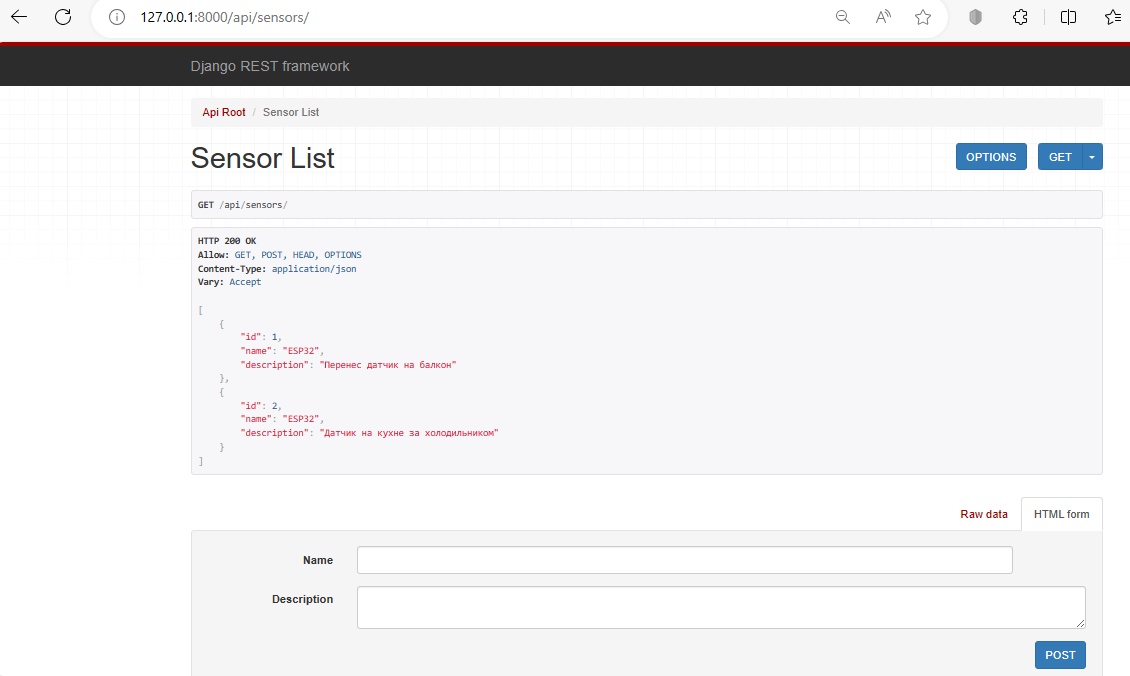 127.0.0.1:8000/api/sensors/
Django REST framework
Api Root / Sensor List
Sensor List
OPTIONS
GET
GET /api/sensors/
HTTP 200 OK
Allow: GET, POST, HEAD, OPTIONS
Content-Type: application/json
Vary: Accept
[
    {
        "id": 1,
        "name": "ESP32",
        "description": "Перенес датчик на балкон"
    },
    {
        "id": 2,
        "name": "ESP32",
        "description": "Датчик на кухне за холодильником"
    }
]
Raw data
HTML form
Name
Description
POST